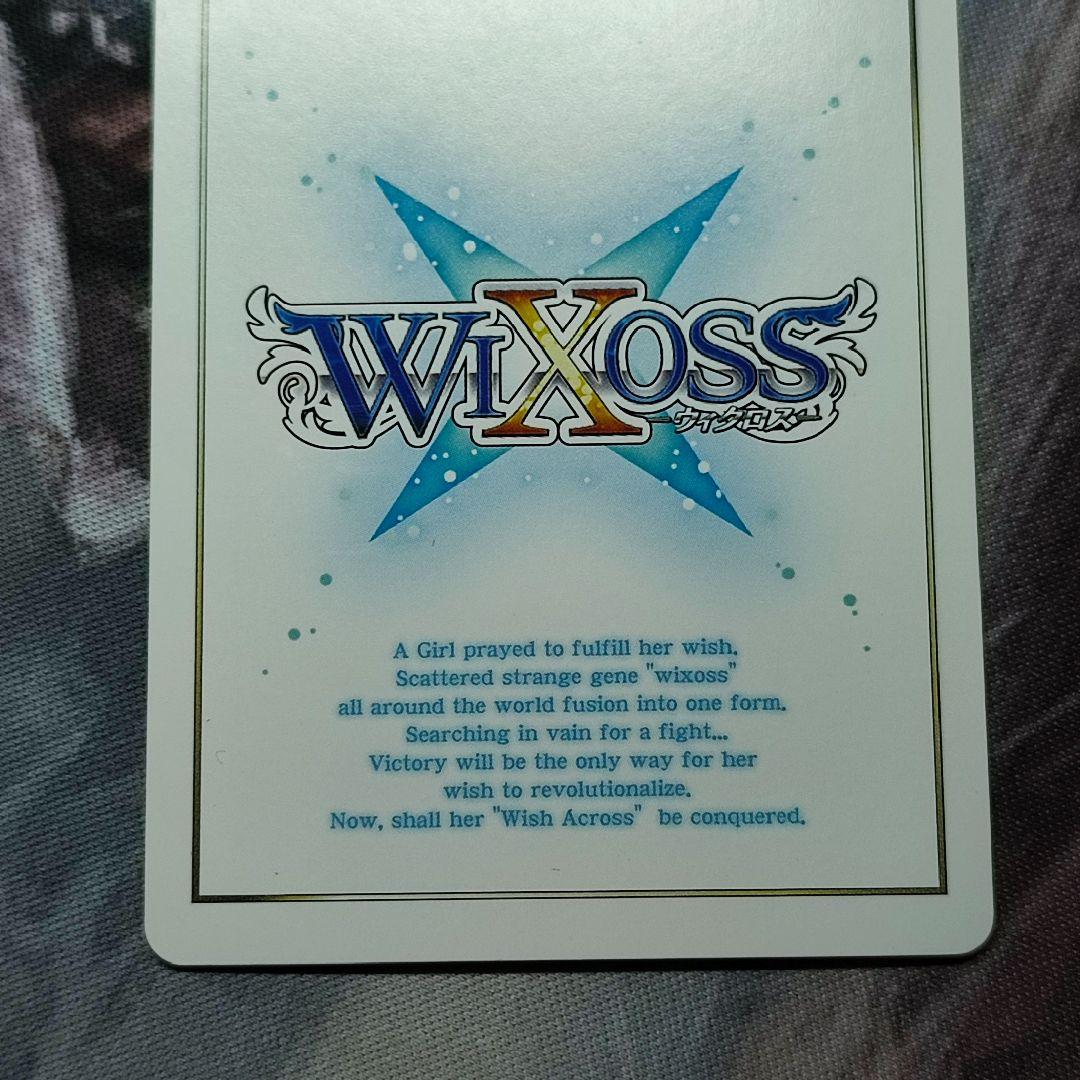 WIXOSS
ーウィクロスー
A Girl prayed to fulfill her wish.
Scattered strange gene "wixoss"
all around the world fusion into one form.
Searching in vain for a fight...
Victory will be the only way for her
wish to revolutionalize.
Now, shall her "Wish Across" be conquered.